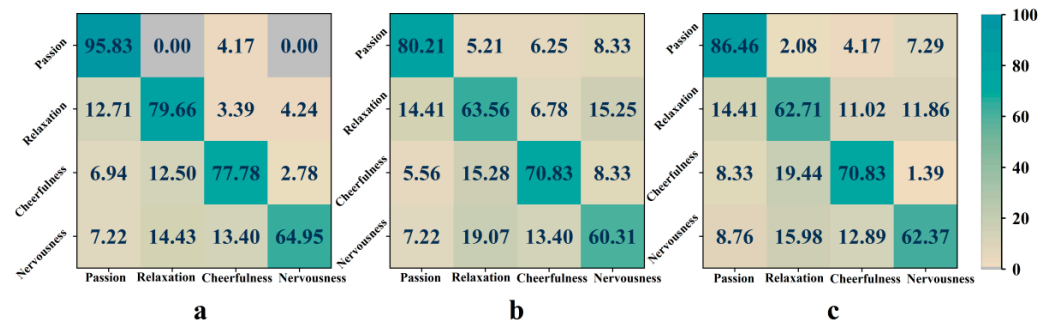 Passion 95.83 0.00 4.17 0.00
Relaxation 12.71 79.66 3.39 4.24
Cheerfulness 6.94 12.50 77.78 2.78
Nervousness 7.22 14.43 13.40 64.95
Passion Relaxation Cheerfulness Nervousness
a
Passion 80.21 5.21 6.25 8.33
Relaxation 14.41 63.56 6.78 15.25
Cheerfulness 5.56 15.28 70.83 8.33
Nervousness 7.22 19.07 13.40 60.31
Passion Relaxation Cheerfulness Nervousness
b
Passion 86.46 2.08 4.17 7.29
Relaxation 14.41 62.71 11.02 11.86
Cheerfulness 8.33 19.44 70.83 1.39
Nervousness 8.76 15.98 12.89 62.37
Passion Relaxation Cheerfulness Nervousness
c
100
80
60
40
20
0